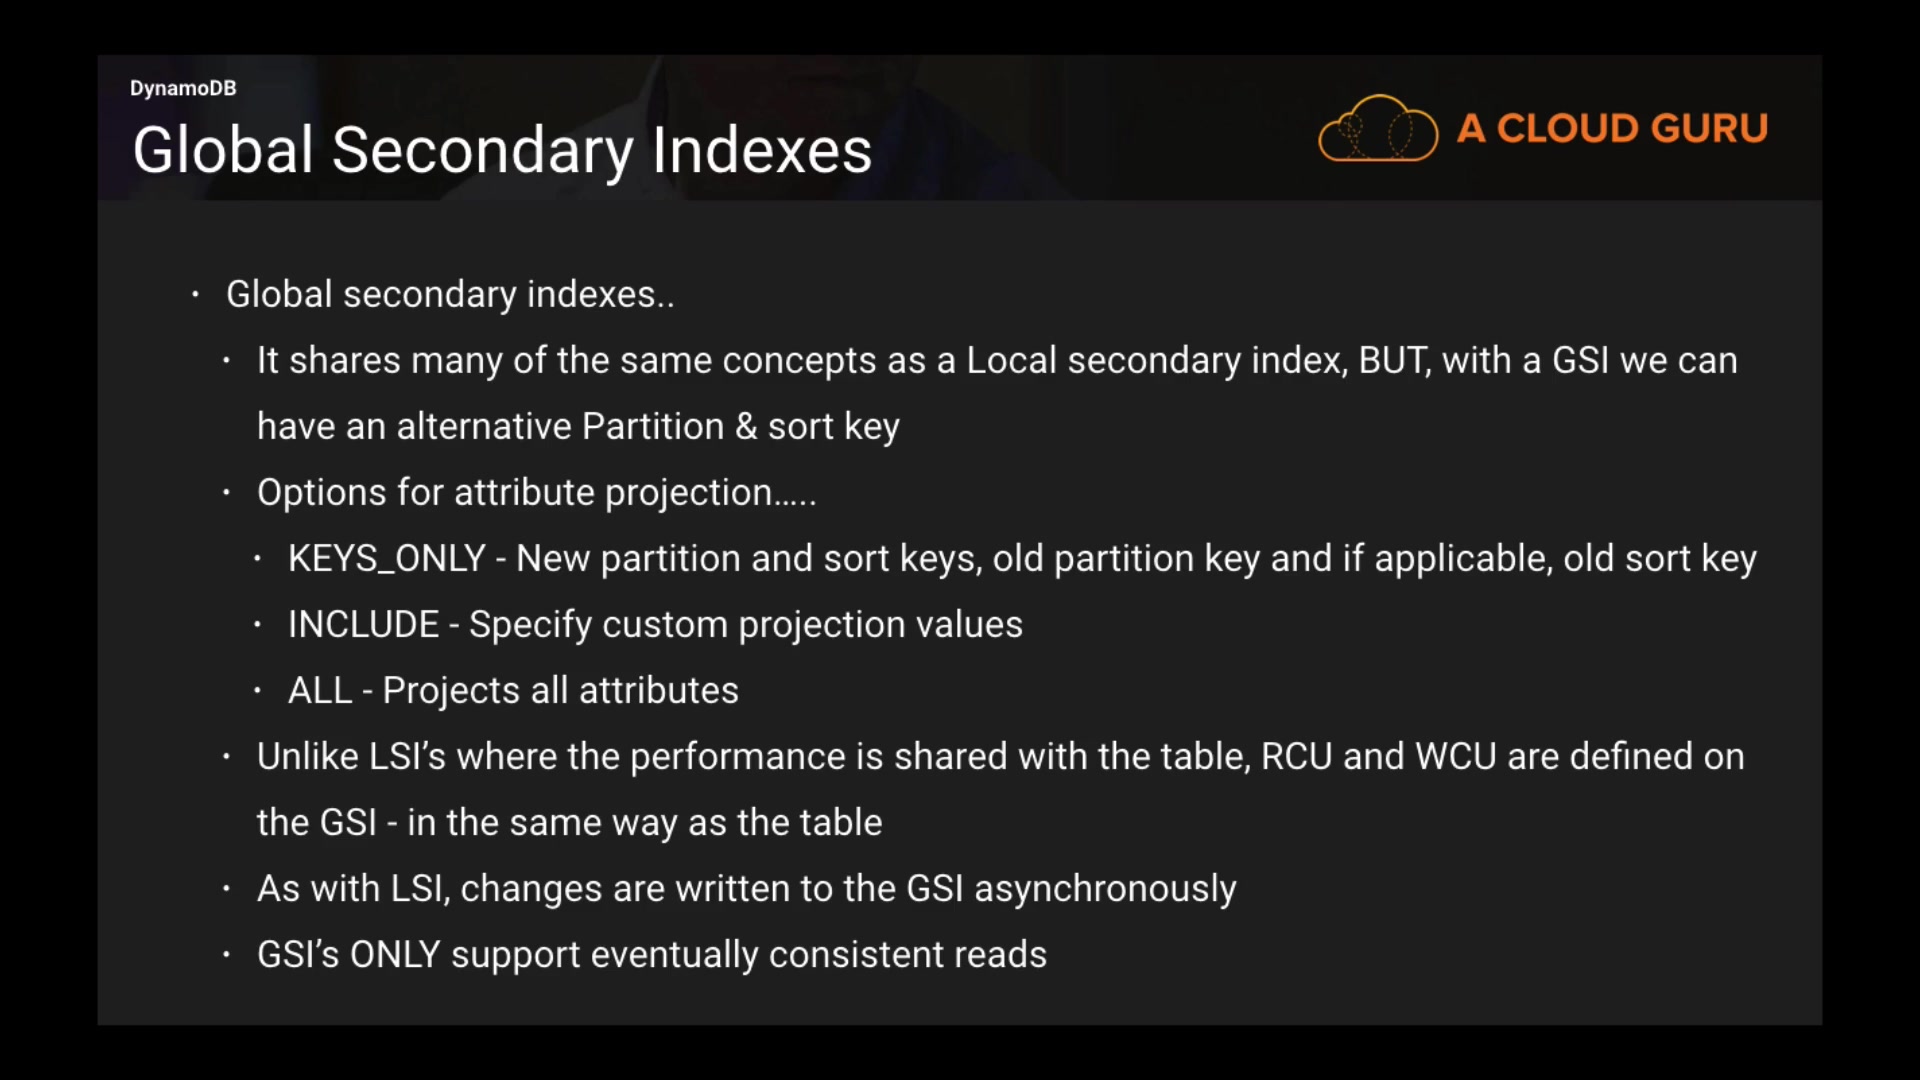 DynamoDB
Global Secondary Indexes
A CLOUD GURU
• Global secondary indexes..
• It shares many of the same concepts as a Local secondary index, BUT, with a GSI we can
have an alternative Partition & sort key
• Options for attribute projection.....
• KEYS_ONLY - New partition and sort keys, old partition key and if applicable, old sort key
• INCLUDE - Specify custom projection values
• ALL - Projects all attributes
• Unlike LSI’s where the performance is shared with the table, RCU and WCU are defined on
the GSI - in the same way as the table
• As with LSI, changes are written to the GSI asynchronously
• GSI’s ONLY support eventually consistent reads